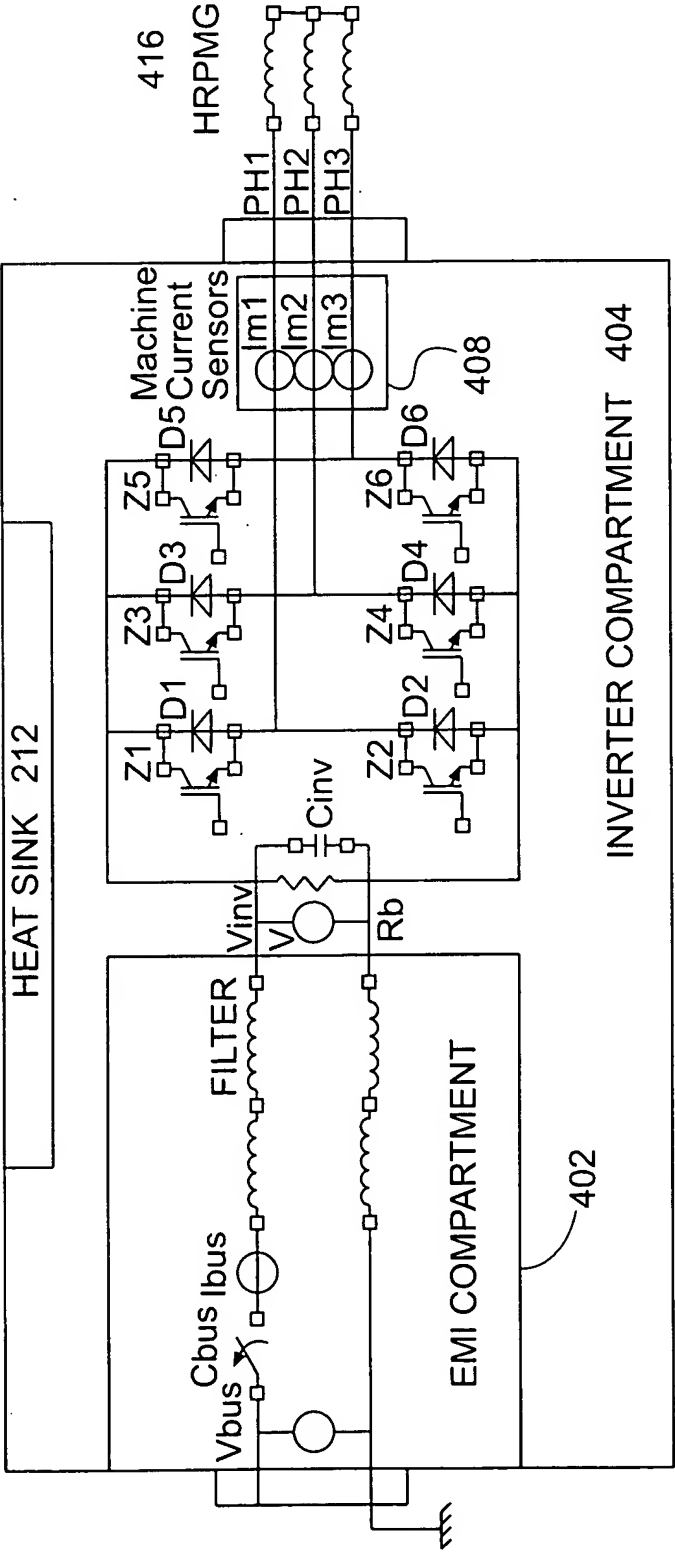 HEAT SINK 212
416
HRPMG
PH1
PH2
PH3
Machine
Current
Sensors
Im1
Im2
Im3
408
Z1
D1
Z3
D3
Z5
D5
Z2
D2
Z4
D4
Z6
D6
Cinv
Vinv
V
Rb
FILTER
Vbus
Cbus
Ibus
EMI COMPARTMENT
402
INVERTER COMPARTMENT 404